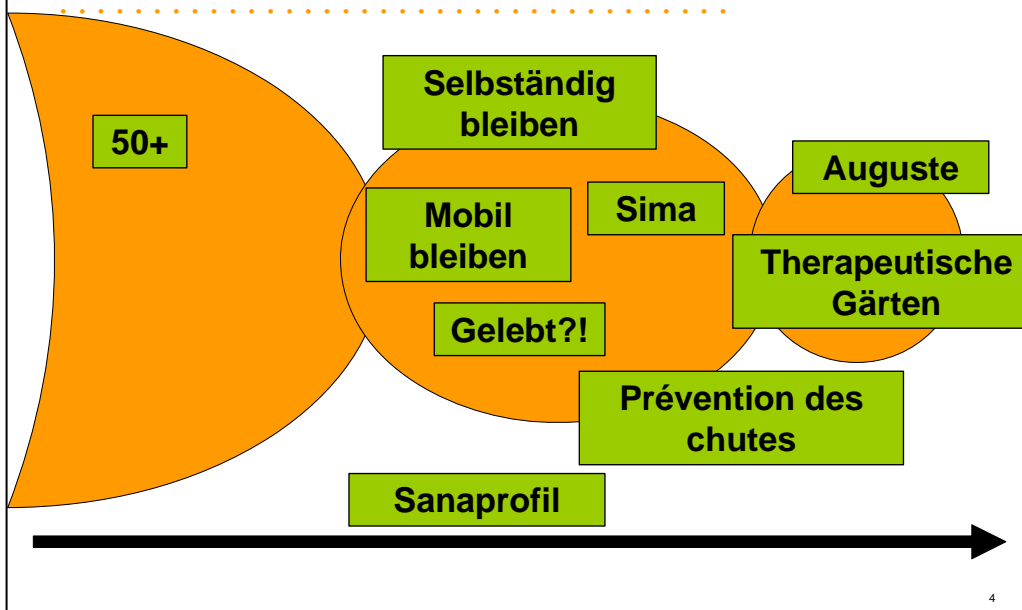 50+
Selbständig
bleiben
Mobil
bleiben
Sima
Gelebt?!
Auguste
Therapeutische
Gärten
Prévention des
chutes
Sanaprofil
4